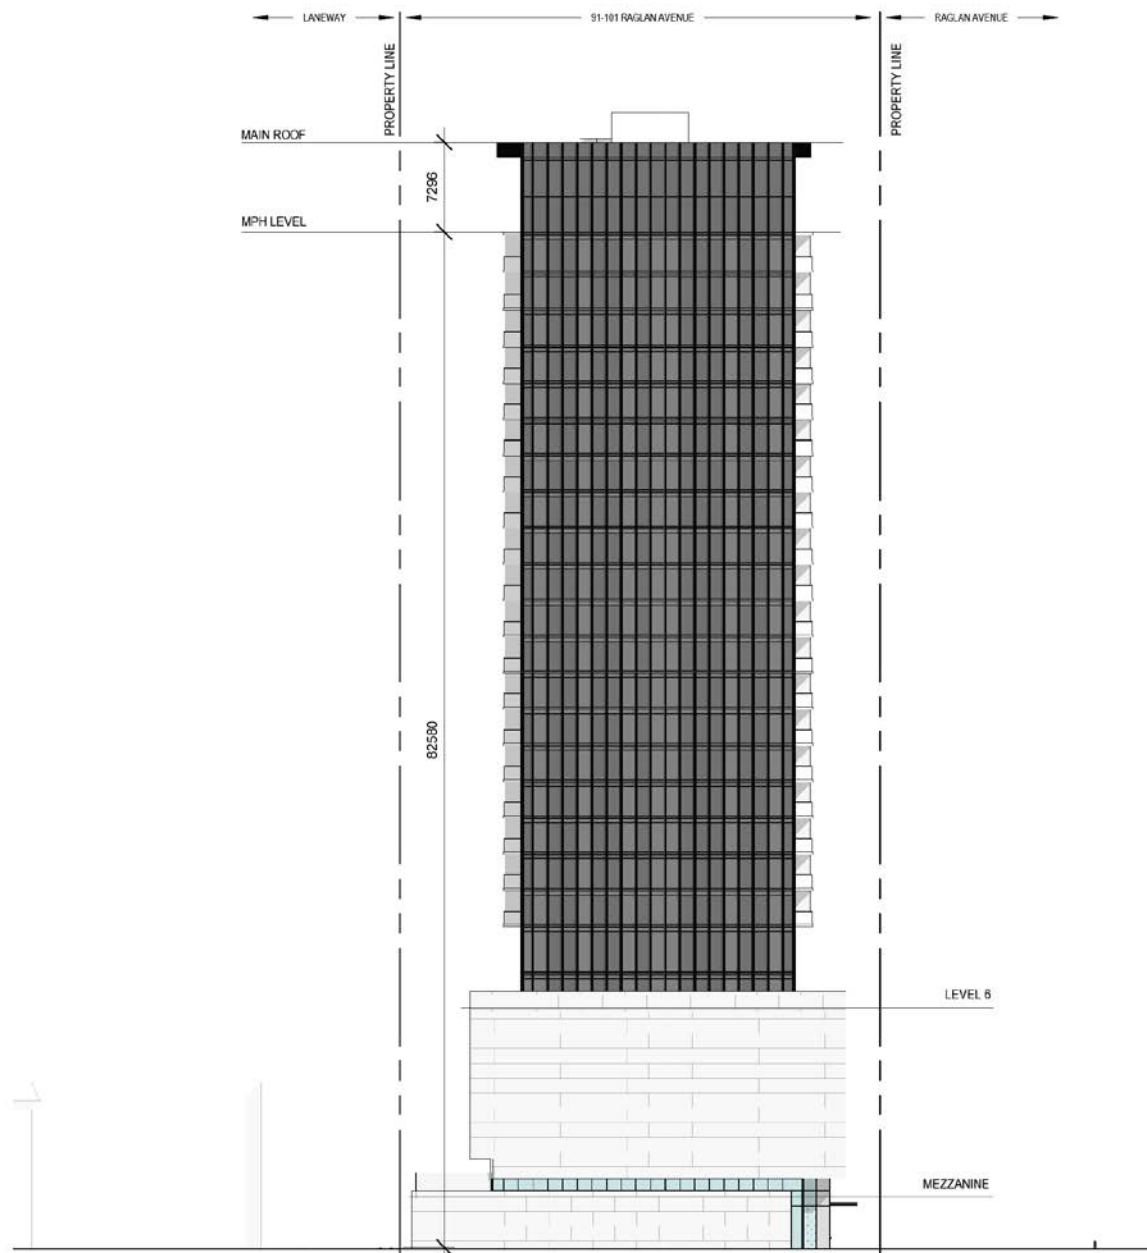 LANEWAY
91-101 RAGLAN AVENUE
RAGLAN AVENUE
PROPERTY LINE
PROPERTY LINE
MAIN ROOF
7296
MPH LEVEL
82580
LEVEL 6
MEZZANINE